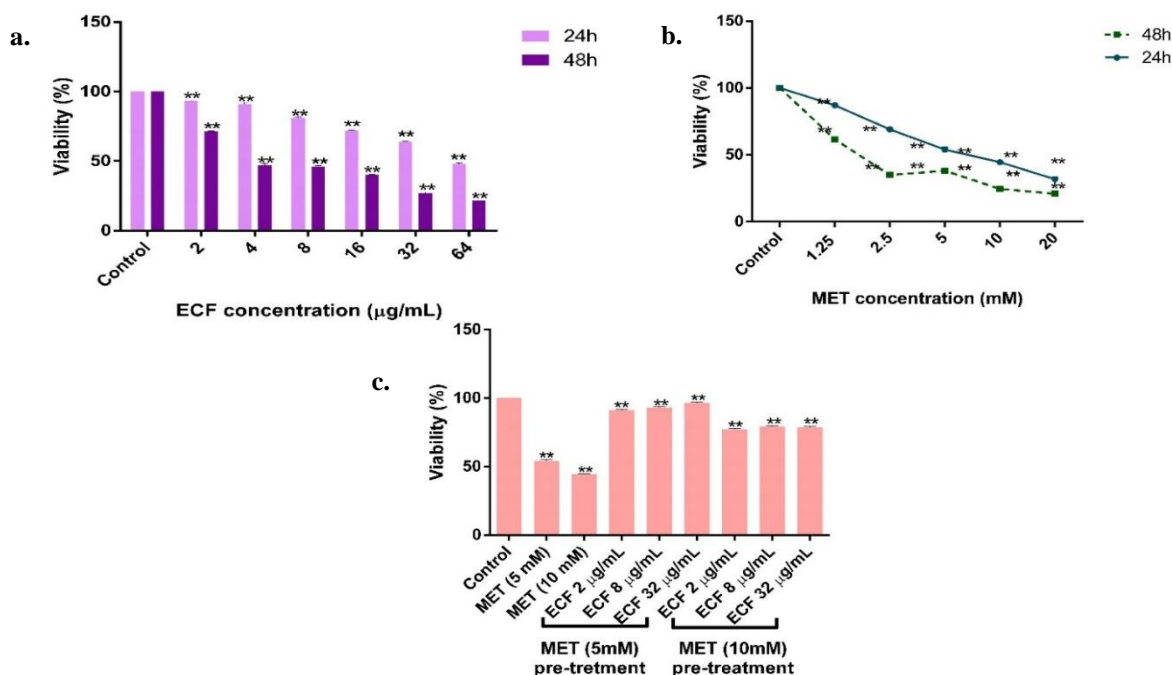 a.
150
100
50
0
Viability (%)
24h
48h
** ** ** ** ** **
** ** ** ** ** **
Control 2 4 8 16 32 64
ECF concentration (µg/mL)
b.
150
100
50
0
Viability (%)
48h
24h
** ** ** ** **
** ** ** ** **
** **
Control 1.25 2.5 5 10 20
MET concentration (mM)
c.
150
100
50
0
Viability (%)
** ** ** ** ** ** ** **
Control
MET (5 mM)
MET (10 mM)
ECF 2 µg/mL
ECF 8 µg/mL
ECF 32 µg/mL
ECF 2 µg/mL
ECF 8 µg/mL
ECF 32 µg/mL
MET (5mM)
pre-tretment
MET (10mM)
pre-treatment